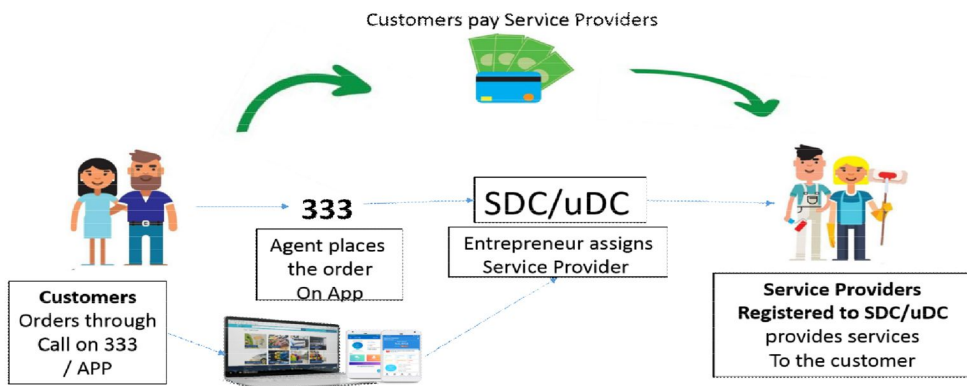 Customers pay Service Providers
333
SDC/uDC
Agent places
the order
On App
Entrepreneur assigns
Service Provider
Customers
Orders through
Call on 333
/ APP
Service Providers
Registered to SDC/uDC
provides services
To the customer